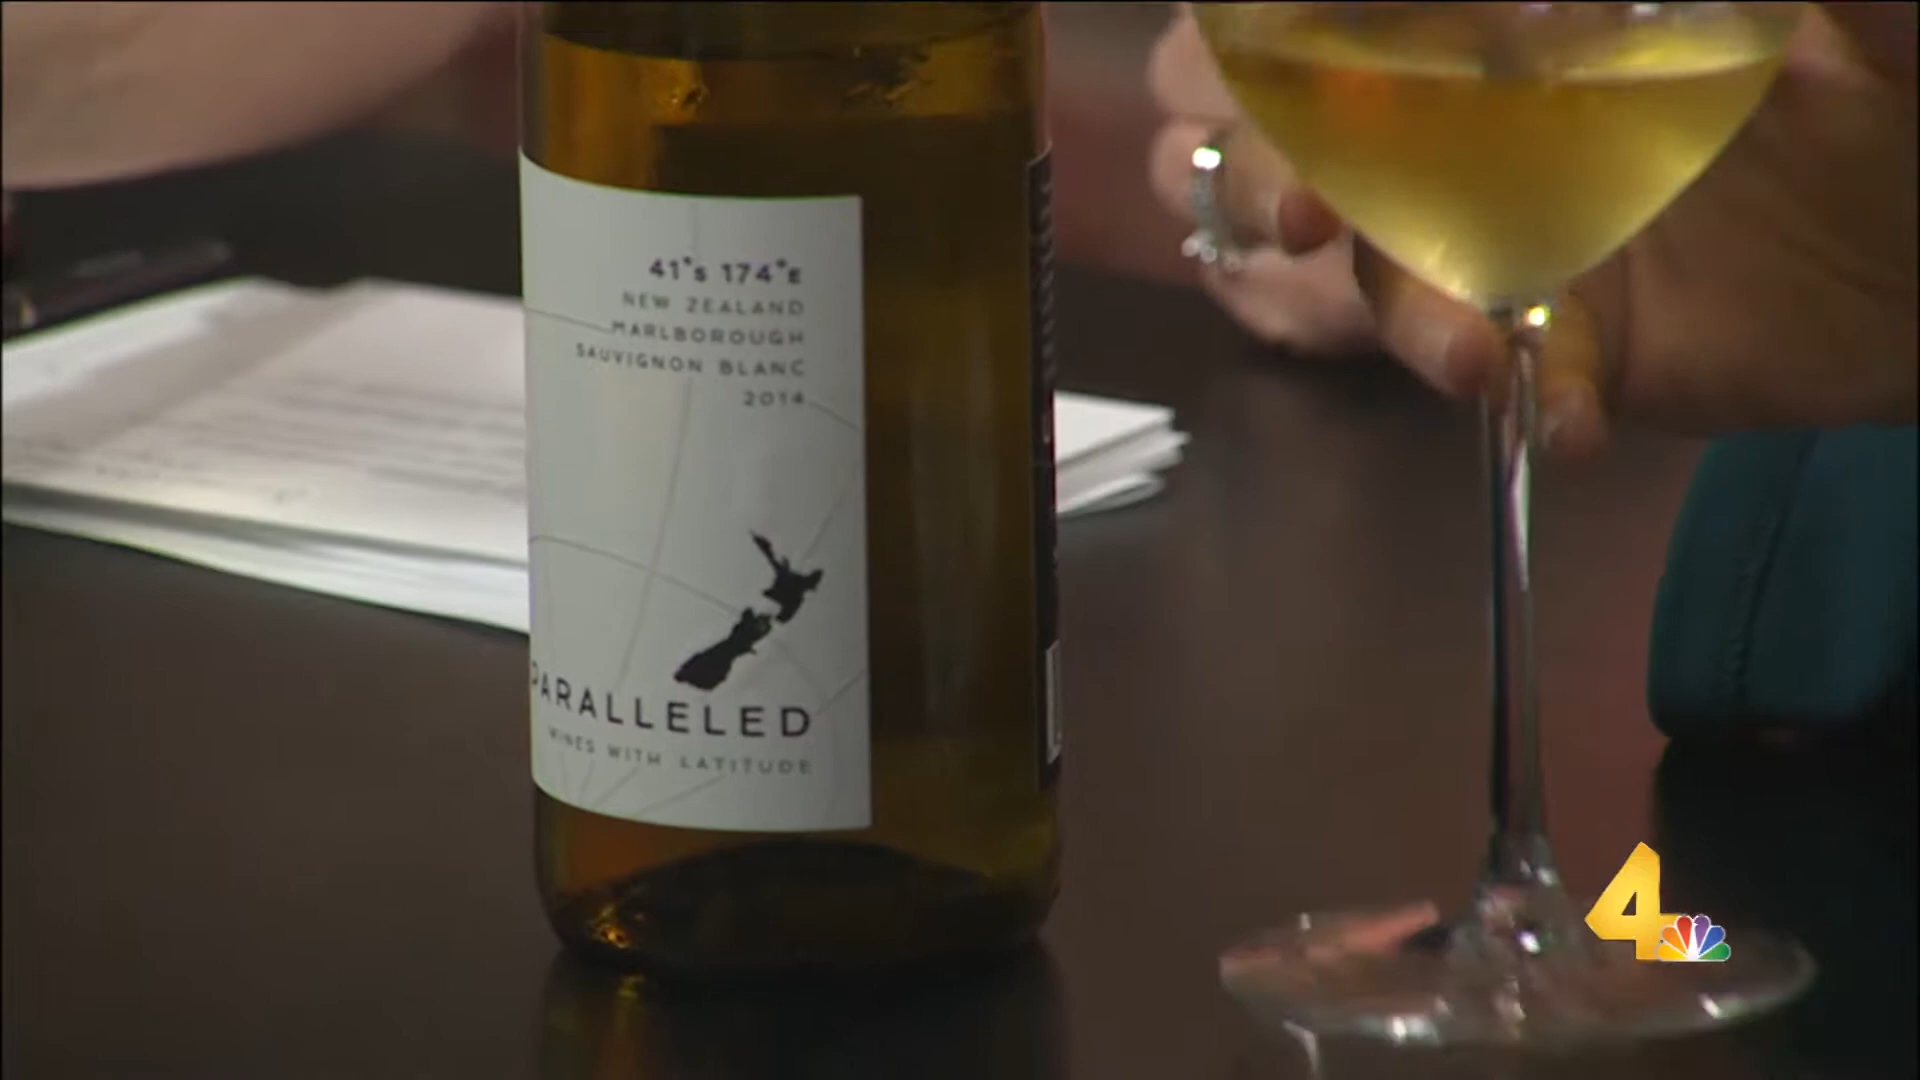 41°s 174°E
NEW ZEALAND
MARLBOROUGH
SAUVIGNON BLANC
2014
PARALLELED
WINES WITH LATITUDE
4